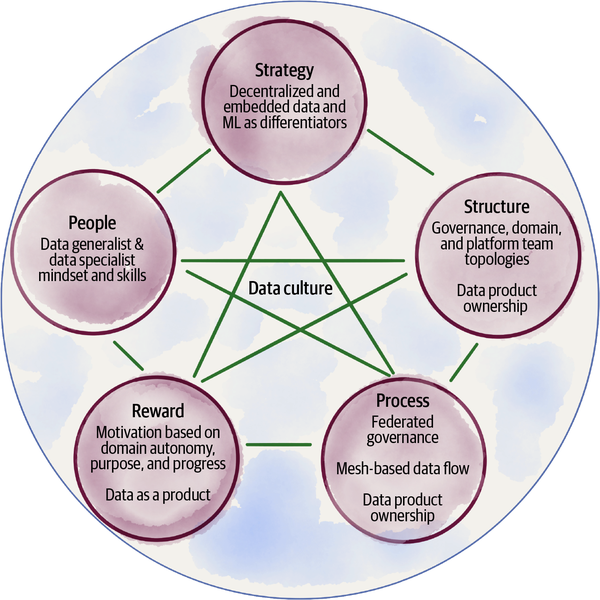 Strategy
Decentralized and
embedded data and
ML as differentiators
People
Data generalist &
data specialist
mindset and skills
Structure
Governance, domain,
and platform team
topologies
Data product
ownership
Data culture
Reward
Motivation based on
domain autonomy,
purpose, and progress
Data as a product
Process
Federated
governance
Mesh-based data flow
Data product
ownership